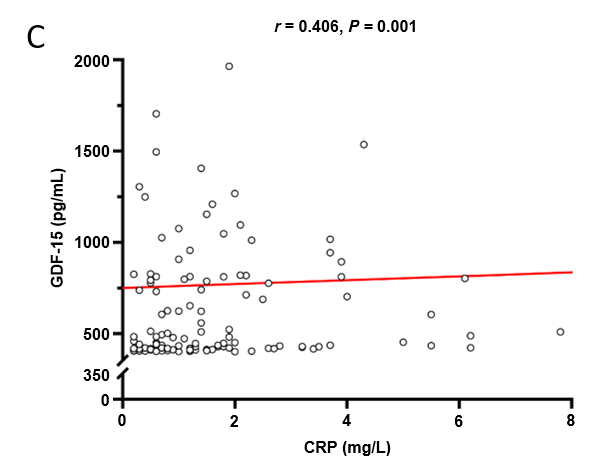 C
r = 0.406, P = 0.001
2000
1500
1000
500
350
0
GDF-15 (pg/mL)
0 2 4 6 8
CRP (mg/L)